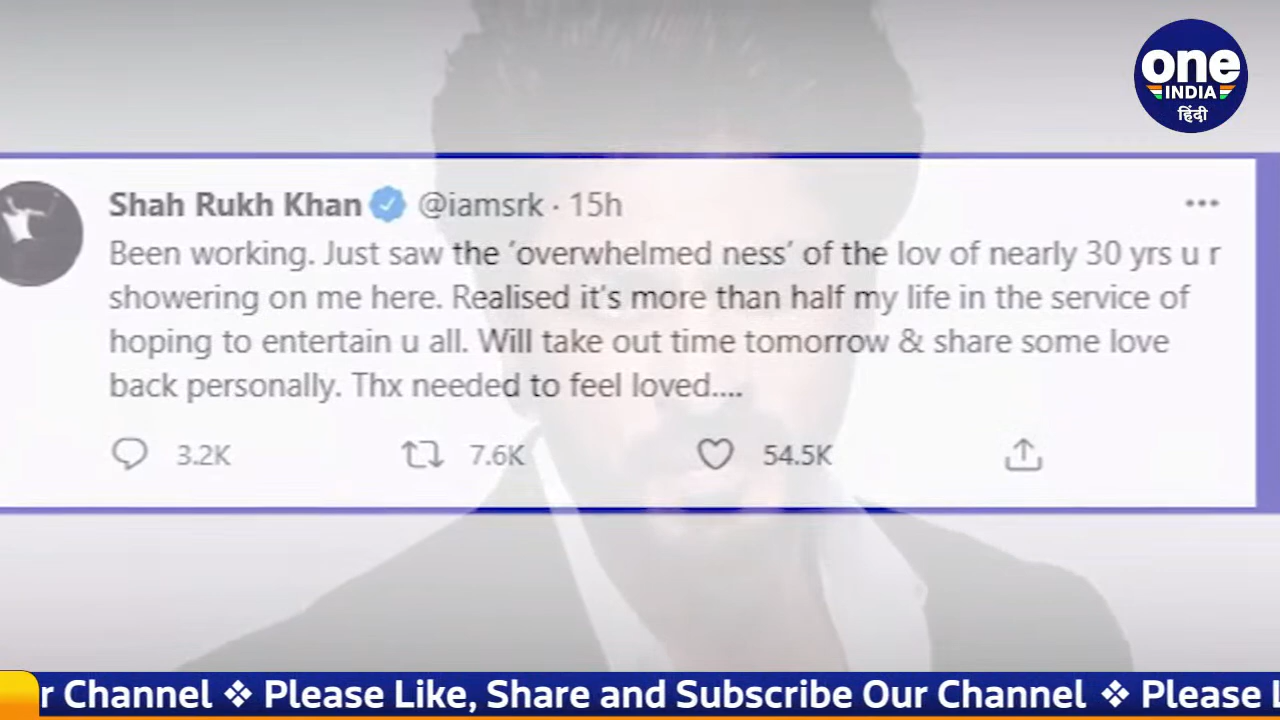 one
INDIA
हिंदी
Shah Rukh Khan @iamsrk · 15h
Been working. Just saw the ‘overwhelmed ness’ of the lov of nearly 30 yrs u r
showering on me here. Realised it's more than half my life in the service of
hoping to entertain u all. Will take out time tomorrow & share some love
back personally. Thx needed to feel loved....
3.2K 7.6K 54.5K
r Channel ❖ Please Like, Share and Subscribe Our Channel ❖ Please L